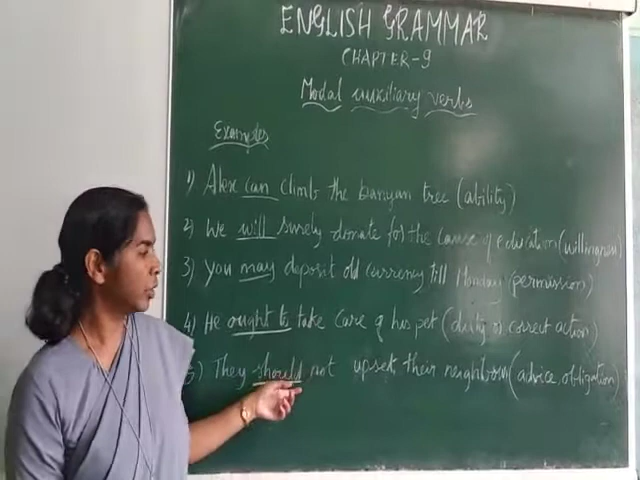 ENGLISH GRAMMAR
CHAPTER-9
Modal auxiliary verbs
Examples
1) Alex can climb the banyan tree (ability)
2) We will surely donate for the cause of education (willingness)
3) You may deposit old currency till Monday (permission)
4) He ought to take care of his pet (duty or correct action)
5) They should not upset their neighbours (advice, obligation)